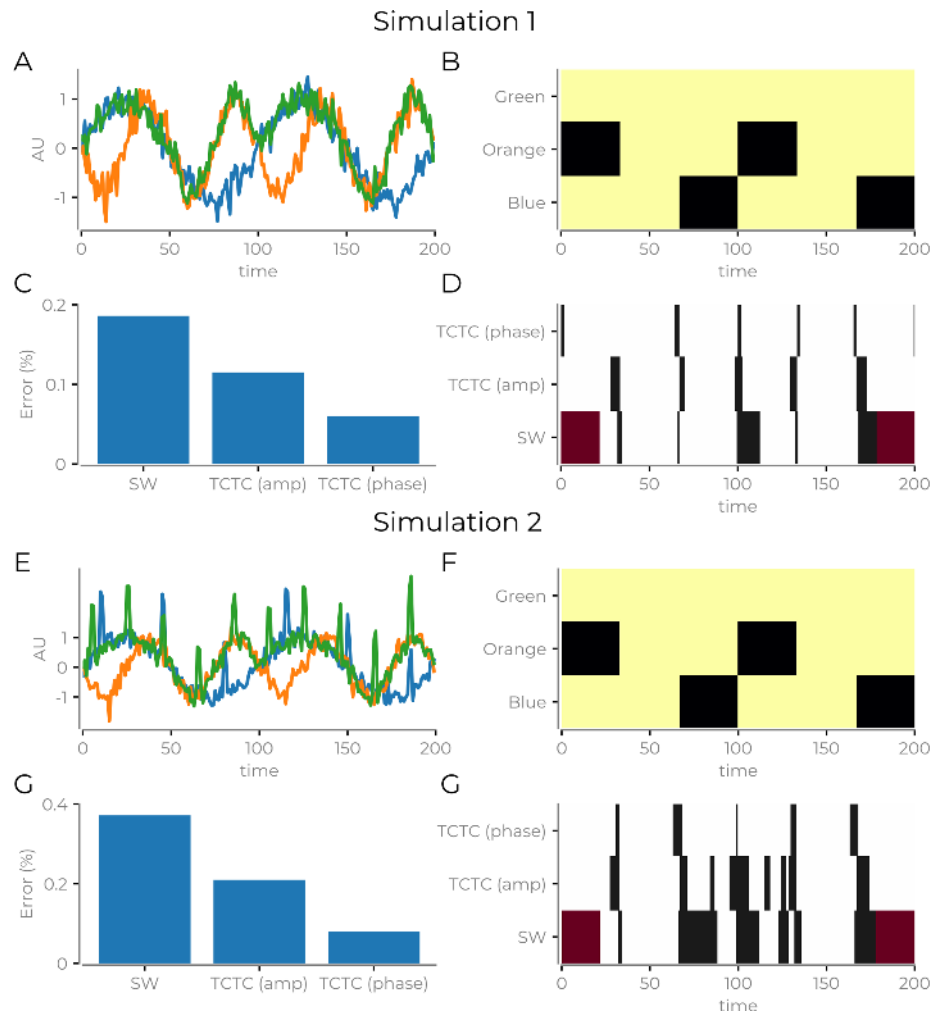 Simulation 1
A
1
0
-1
AU
0 50 100 150 200
time
B
Green
Orange
Blue
0 50 100 150 200
time
C
0.2
0.1
0
Error (%)
SW TCTC (amp) TCTC (phase)
D
TCTC (phase)
TCTC (amp)
SW
0 50 100 150 200
time
Simulation 2
E
1
0
-1
AU
0 50 100 150 200
time
F
Green
Orange
Blue
0 50 100 150 200
time
G
0.4
0.2
0
Error (%)
SW TCTC (amp) TCTC (phase)
G
TCTC (phase)
TCTC (amp)
SW
0 50 100 150 200
time